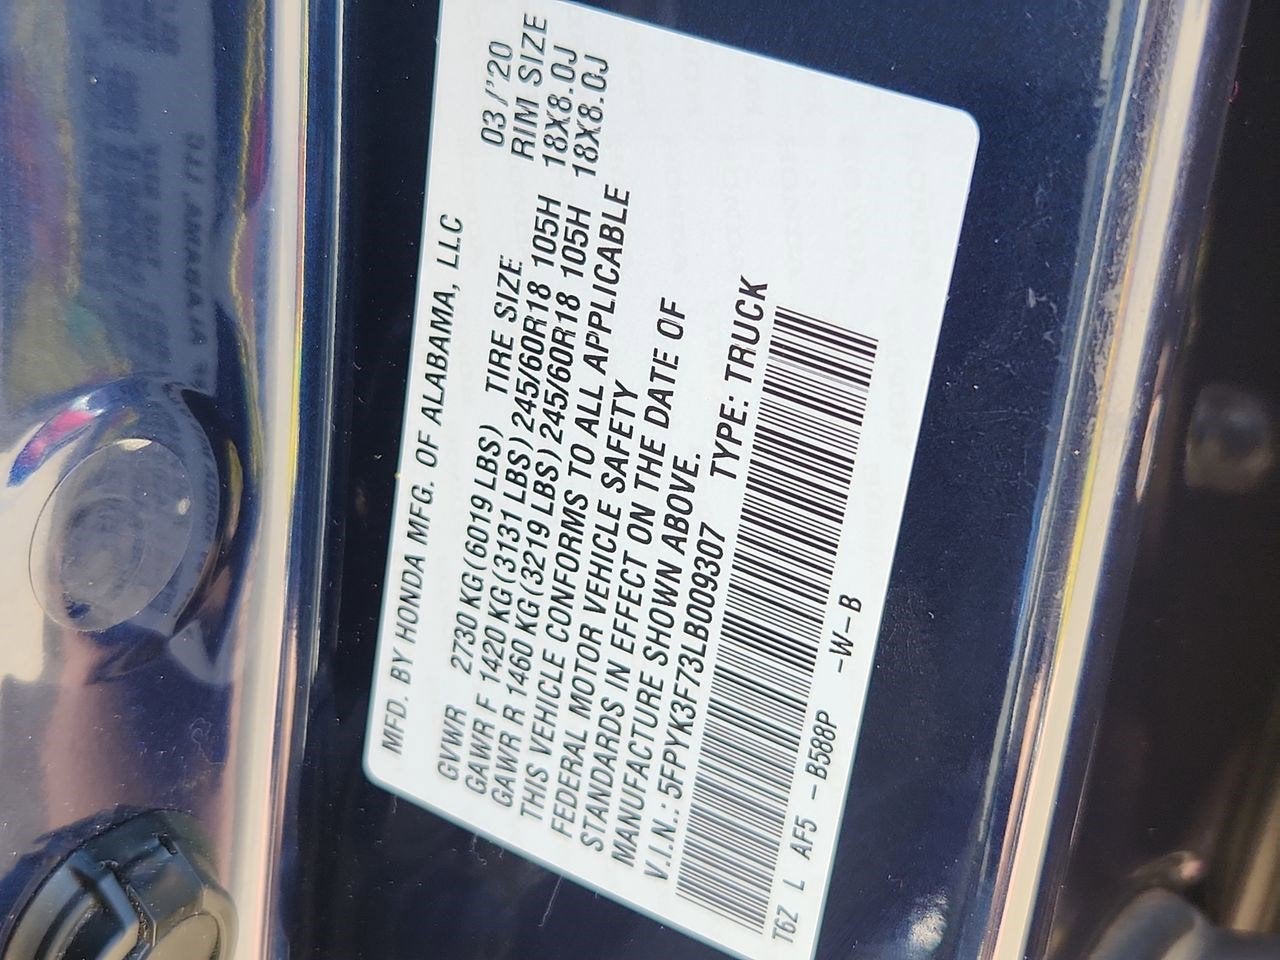 MFD. BY HONDA MFG. OF ALABAMA, LLC 03/'20
GVWR 2730 KG(6019 LBS) TIRE SIZE RIM SIZE
GAWR F 1420 KG(3131 LBS) 245/60R18 105H 18X8.0J
GAWR R 1460 KG(3219 LBS) 245/60R18 105H 18X8.0J
THIS VEHICLE CONFORMS TO ALL APPLICABLE
FEDERAL MOTOR VEHICLE SAFETY
STANDARDS IN EFFECT ON THE DATE OF
MANUFACTURE SHOWN ABOVE.
V.I.N.: 5FPYK3F73LB009307 TYPE: TRUCK
T6Z L AF5 -B588P -W-B